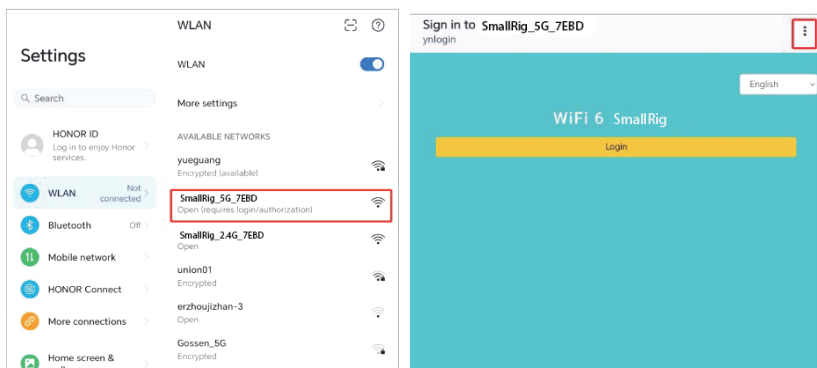 Settings
Search
HONOR ID
Log in to enjoy Honor
services.
WLAN
Not
connected
Bluetooth
Off
Mobile network
HONOR Connect
More connections
Home screen &
WLAN
WLAN
More settings
AVAILABLE NETWORKS
yueguang
Encrypted (available)
SmallRig_5G_7EBD
Open (requires login/authorization)
SmallRig_2.4G_7EBD
Open
union01
Encrypted
erzhoujizhan-3
Open
Gossen_5G
Encrypted
Sign in to SmallRig_5G_7EBD
ynlogin
English
WiFi 6 SmallRig
Login